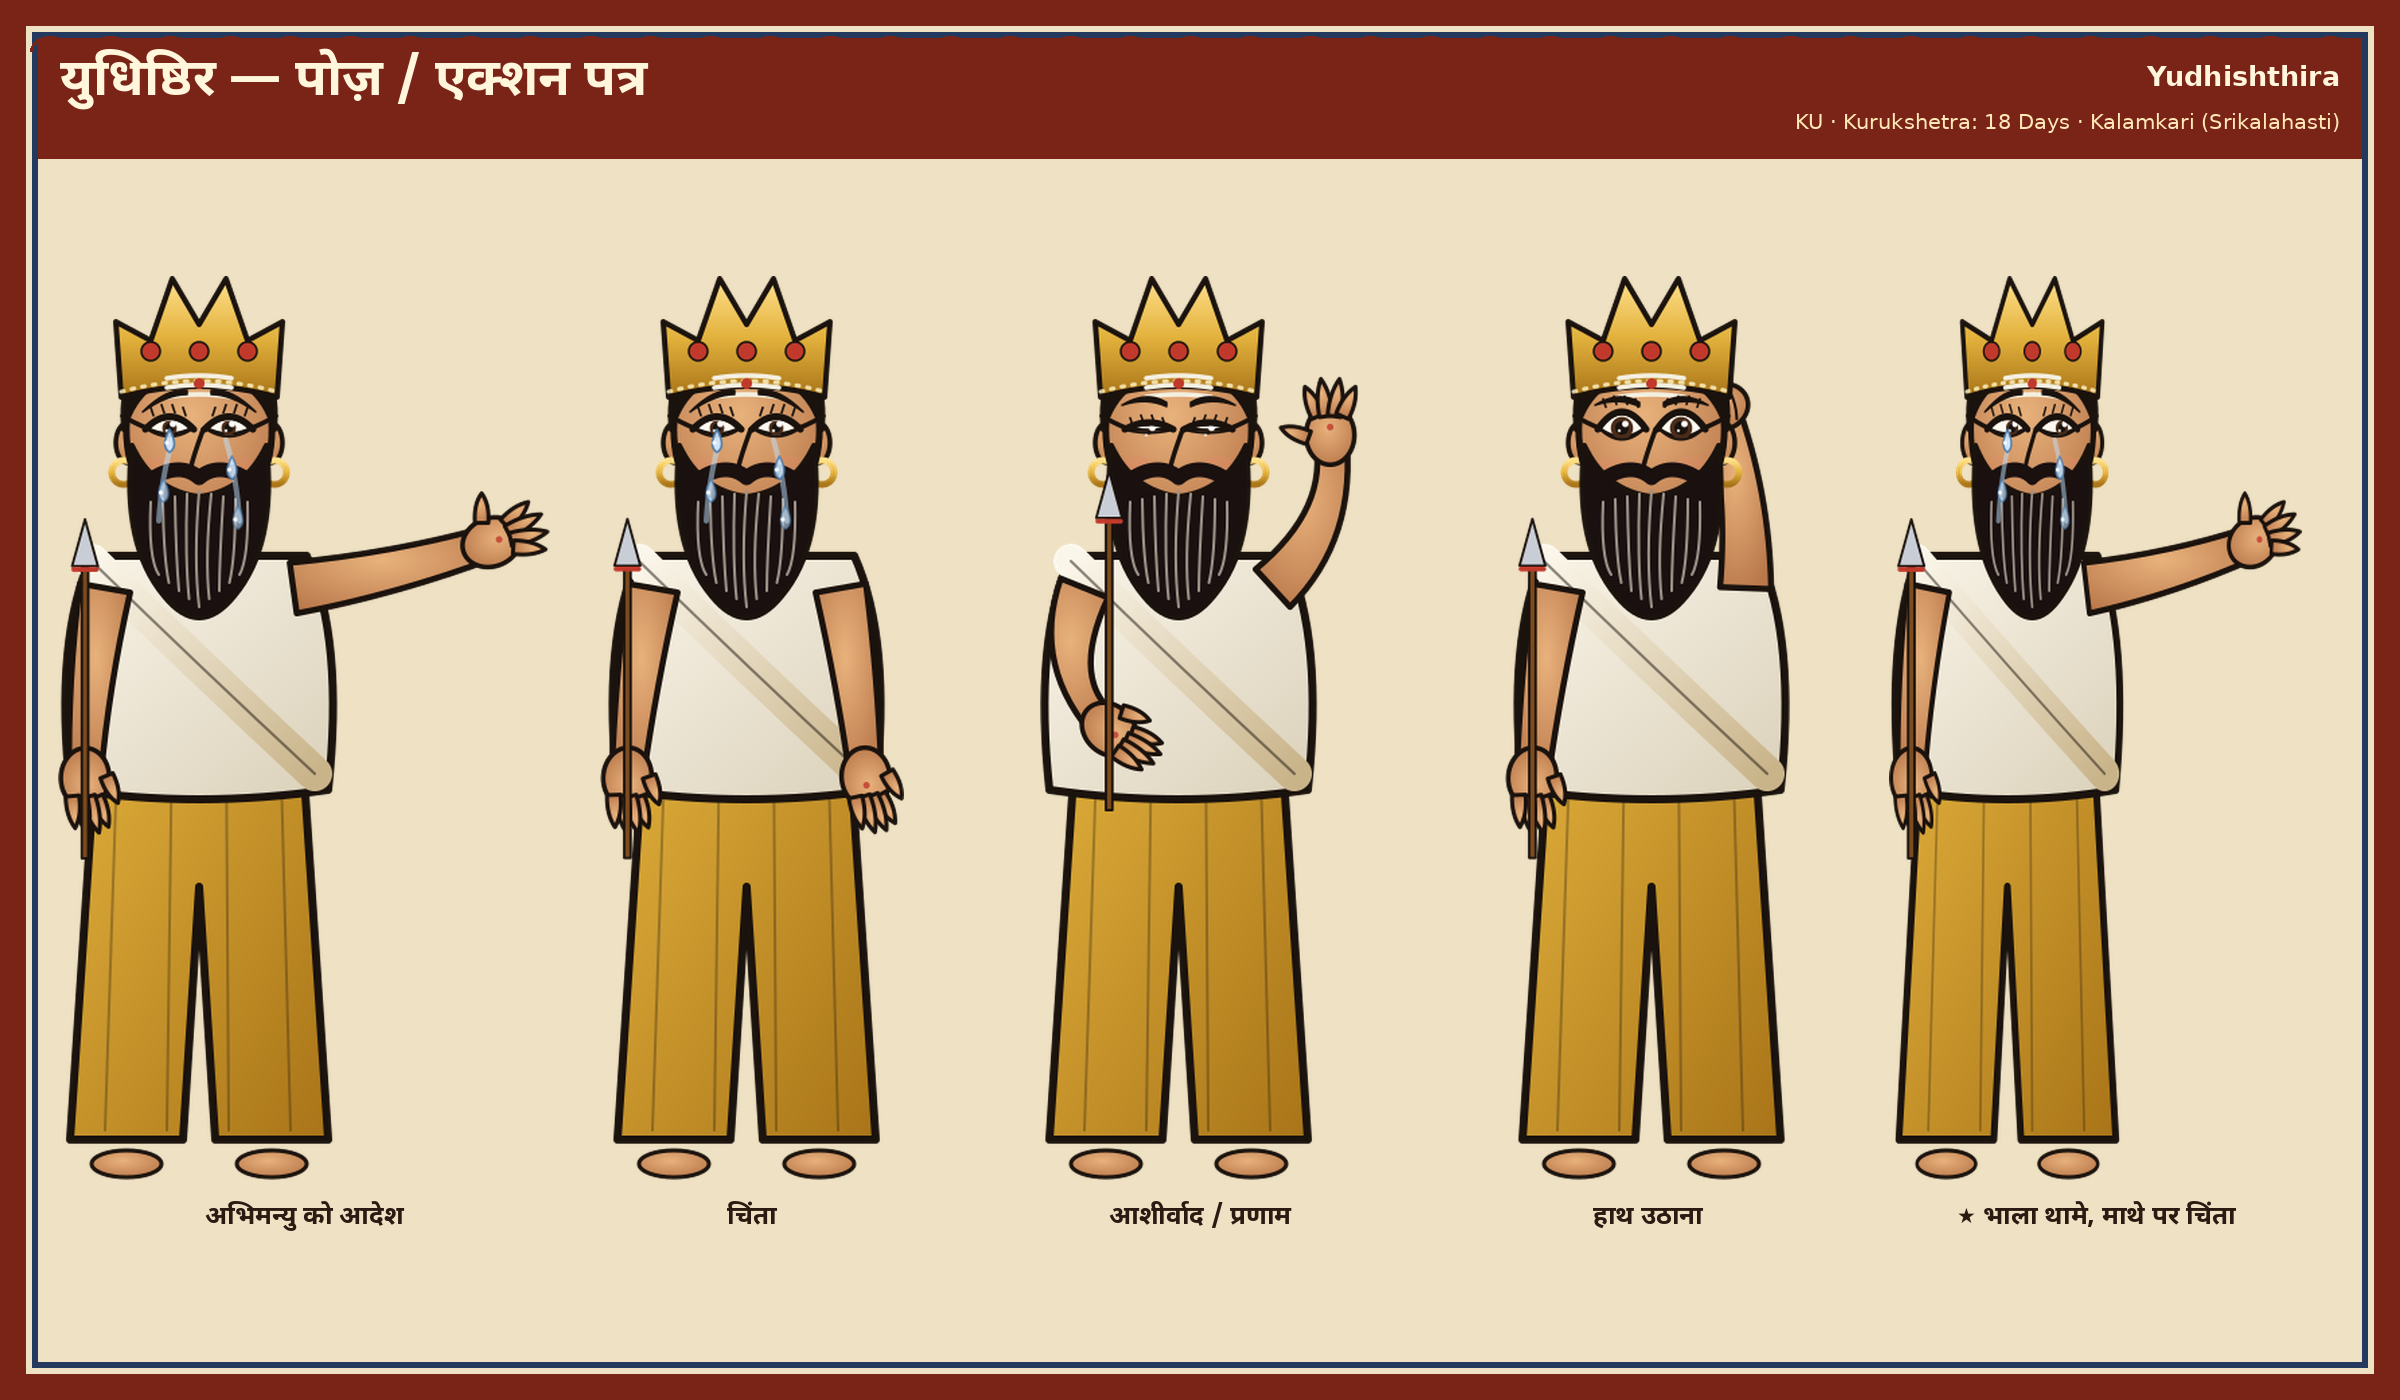 युधिष्ठिर — पोज़ / एक्शन पत्र
Yudhishthira
KU · Kurukshetra: 18 Days · Kalamkari (Srikalahasti)
अभिमन्यु को आदेश
चिंता
आशीर्वाद / प्रणाम
हाथ उठाना
★ भाला थामे, माथे पर चिंता